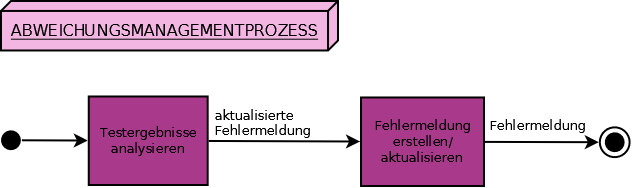 ABWEICHUNGSMANAGEMENTPROZESS
Testergebnisse
analysieren
aktualisierte
Fehlermeldung
Fehlermeldung
erstellen/
aktualisieren
Fehlermeldung